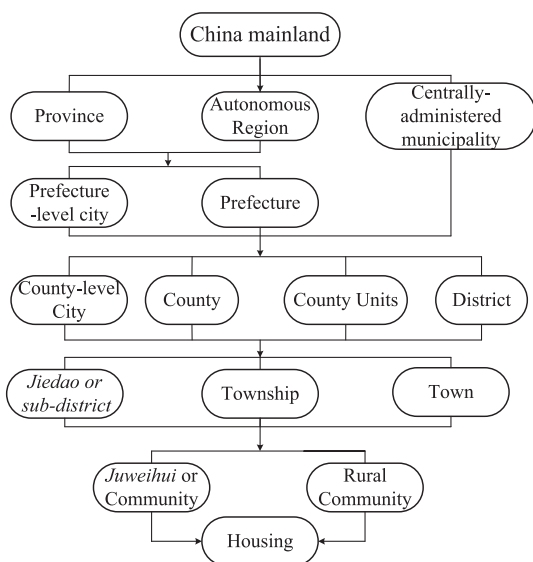 China mainland
Province
Autonomous
Region
Centrally-
administered
municipality
Prefecture
-level city
Prefecture
County-level
City
County
County Units
District
Jiedao or
sub-district
Township
Town
Juweihui or
Community
Rural
Community
Housing